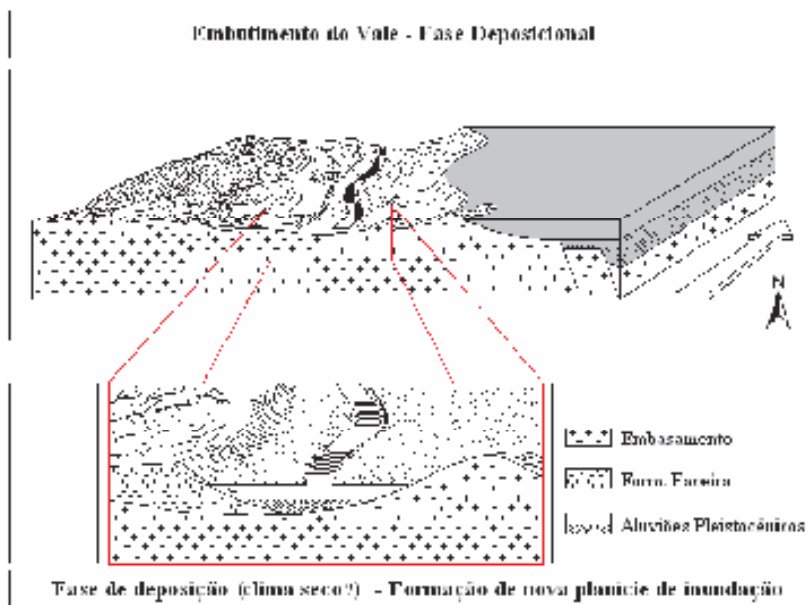 Embutimento do Vale - Fase Deposicional
N
Embasamento
Form.
Aluviões Pleistocênicos
Fase de deposição (clima seco?) - Formação de nova planície de inundação